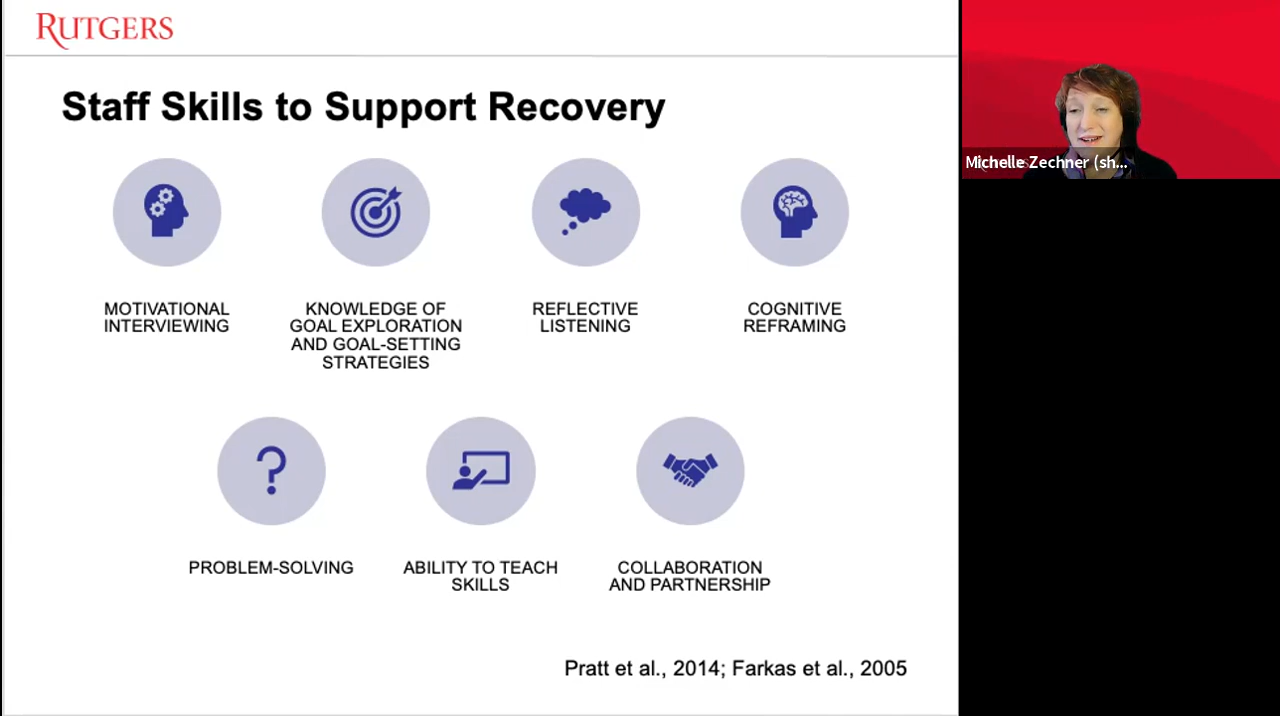 RUTGERS
Staff Skills to Support Recovery
MOTIVATIONAL
INTERVIEWING
KNOWLEDGE OF
GOAL EXPLORATION
AND GOAL-SETTING
STRATEGIES
REFLECTIVE
LISTENING
COGNITIVE
REFRAMING
PROBLEM-SOLVING
ABILITY TO TEACH
SKILLS
COLLABORATION
AND PARTNERSHIP
Pratt et al., 2014; Farkas et al., 2005
Michelle Zechner (sh...